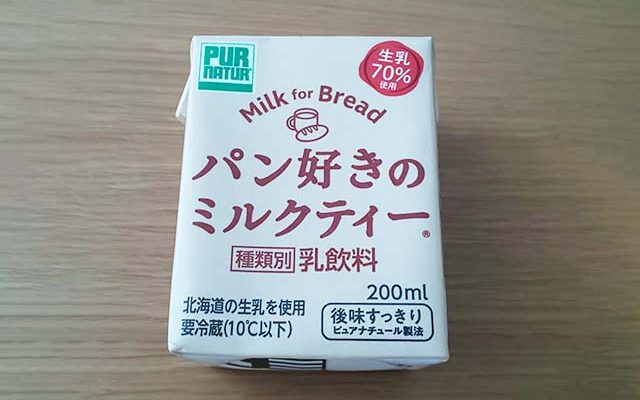 PUR
NATUR
生乳
70%
使用
Milk for Bread
パン好きの
ミルクティー®
種類別 乳飲料
200ml
北海道の生乳を使用
要冷蔵(10℃以下)
後味すっきり
ピュアナチュール製法